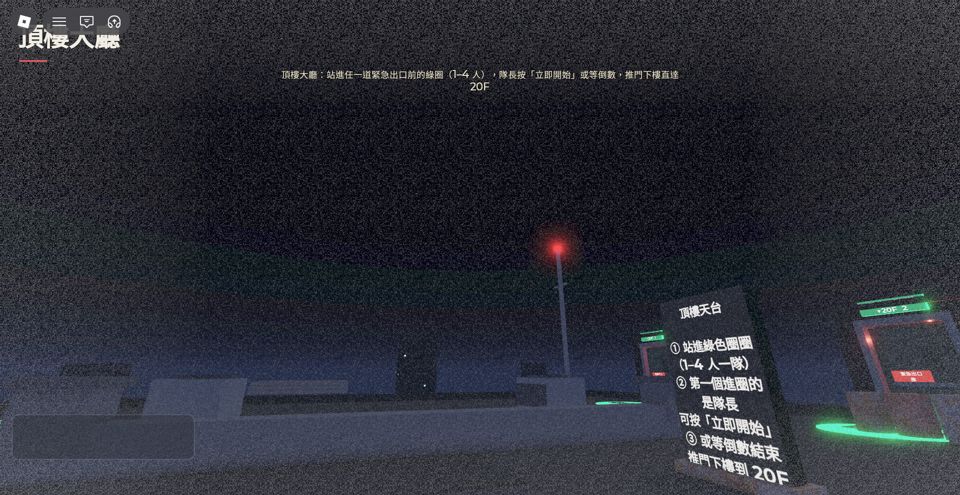 頂樓大廳
頂樓大廳：站進任一道緊急出口前的綠圈（1–4 人），隊長按「立即開始」或等倒數，推門下樓直達
20F
頂樓天台
① 站進綠色圈圈
（1–4 人一隊）
② 第一個進圈的
是隊長
可按「立即開始」
③ 或等倒數結束
推門下樓到 20F
20F 2
緊急出口